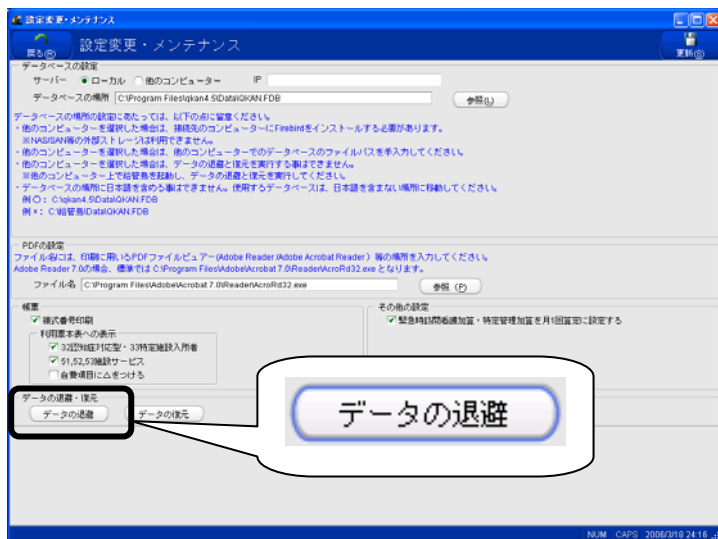 設定変更・メンテナンス
戻る(R)
設定変更・メンテナンス
更新(S)
データベースの設定
サーバー ローカル 他のコンピューター IP
データベースの場所 C:\Program Files\qkan4.5\Data\QKAN.FDB 参照(L)
データベースの場所の設定にあたっては、以下の点に留意ください。
・他のコンピューターを選択した場合は、接続先のコンピューターにFirebirdをインストールする必要があります。
※NAS/SAN等の外部ストレージは利用できません。
・他のコンピューターを選択した場合は、他のコンピューターでのデータベースのファイルパスを手入力してください。
・他のコンピューターを選択した場合は、データの退避と復元を実行する事はできません。
※他のコンピューター上で給管鳥を起動し、データの退避と復元を実行してください。
・データベースの場所に日本語を含める事はできません。使用するデータベースは、日本語を含まない場所に移動してください。
例○: C:\qkan4.5\Data\QKAN.FDB
例×: C:\給管鳥\Data\QKAN.FDB
PDFの設定
ファイル名には、印刷に用いるPDFファイルビュアー(Adobe Reader /Adobe Acrobat Reader) 等の場所を入力してください。
Adobe Reader 7.0の場合、標準では C:\Program Files\Adobe\Acrobat 7.0\Reader\AcroRd32.exe となります。
ファイル名 C:\Program Files\Adobe\Acrobat 7.0\Reader\AcroRd32.exe 参照 (P)
帳票
様式番号印刷
利用票本表への表示
32認知症対応型・33特定施設入所者
51,52,53施設サービス
自費項目に△をつける
その他の設定
緊急時訪問看護加算・特定管理加算を月1回算定に設定する
データの退避・復元
データの退避 データの復元
データの退避
NUM CAPS 2006/3/18 24:16